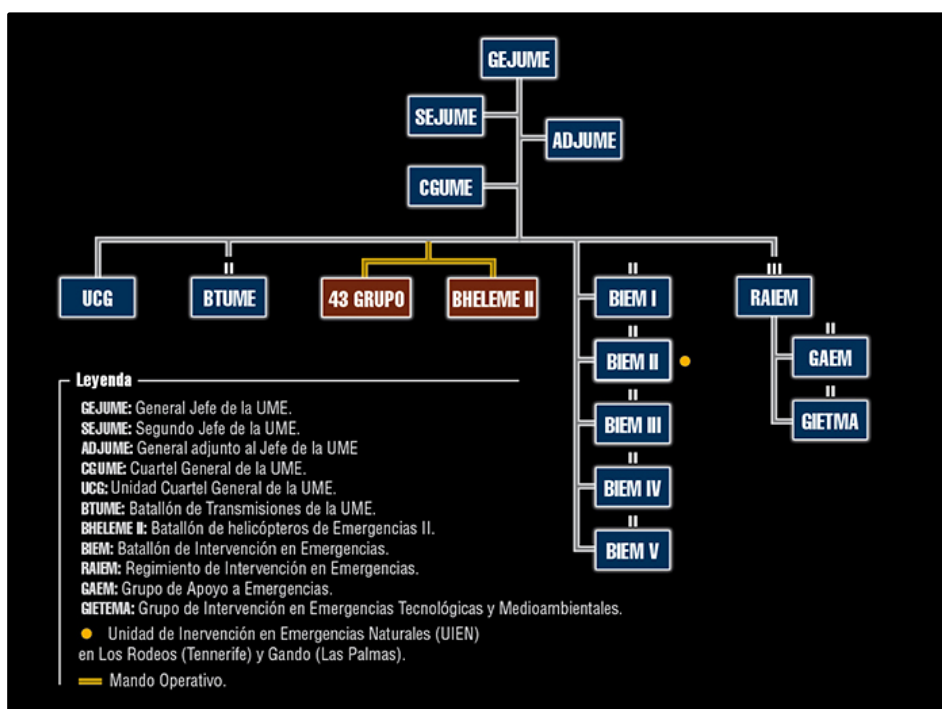 GEJUME
SEJUME
ADJUME
CGUME
II
III
UCG
BTUME
43 GRUPO
BHELEME II
II
BIEM I
RAIEM
II
BIEM II
II
GAEM
II
BIEM III
II
GIETMA
II
BIEM IV
II
BIEM V
Leyenda
GEJUME: General Jefe de la UME.
SEJUME: Segundo Jefe de la UME.
ADJUME: General adjunto al Jefe de la UME
CGUME: Cuartel General de la UME.
UCG: Unidad Cuartel General de la UME.
BTUME: Batallón de Transmisiones de la UME.
BHELEME II: Batallón de helicópteros de Emergencias II.
BIEM: Batallón de Intervención en Emergencias.
RAIEM: Regimiento de Intervención en Emergencias.
GAEM: Grupo de Apoyo a Emergencias.
GIETEMA: Grupo de Intervención en Emergencias Tecnológicas y Medioambientales.
Unidad de Inervención en Emergencias Naturales (UIEN)
en Los Rodeos (Tennerife) y Gando (Las Palmas).
Mando Operativo.